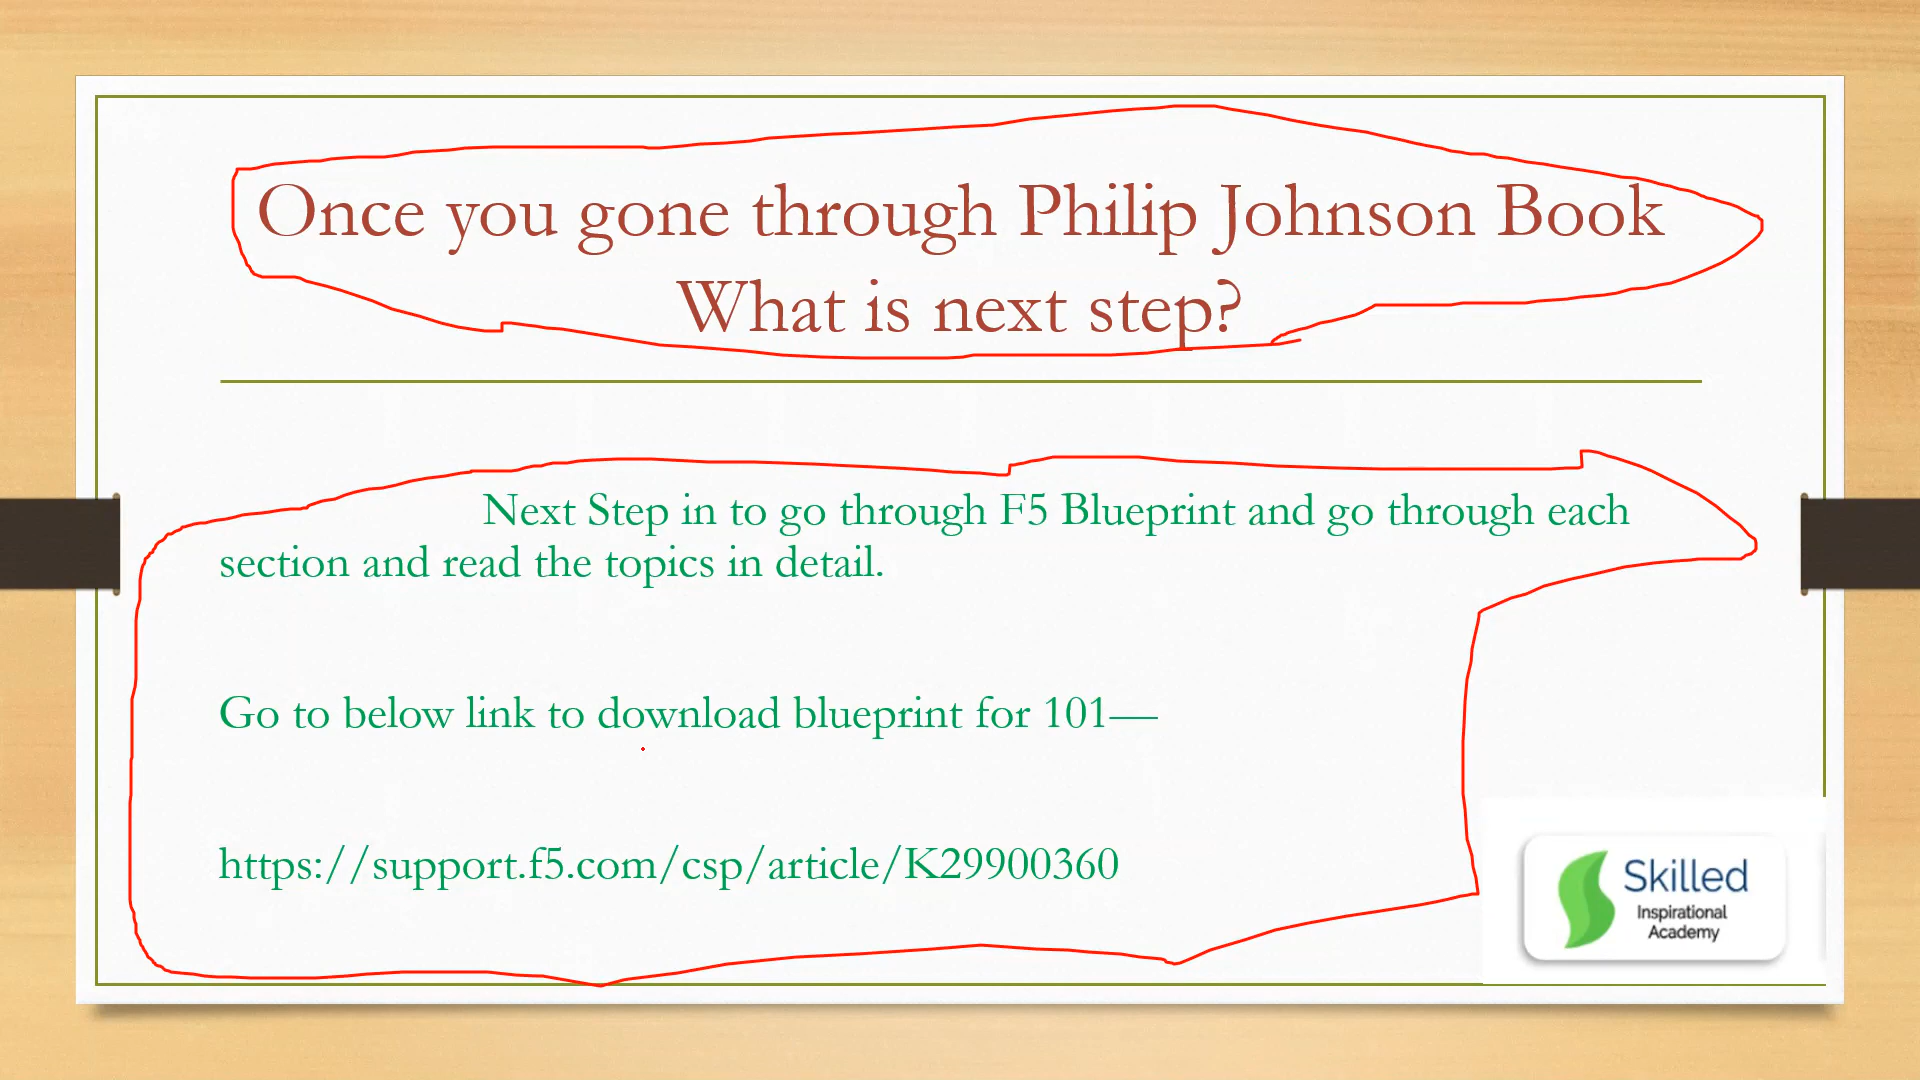 Once you gone through Philip Johnson Book
What is next step?
Next Step in to go through F5 Blueprint and go through each
section and read the topics in detail.
Go to below link to download blueprint for 101—
https://support.f5.com/csp/article/K29900360
Skilled
Inspirational
Academy